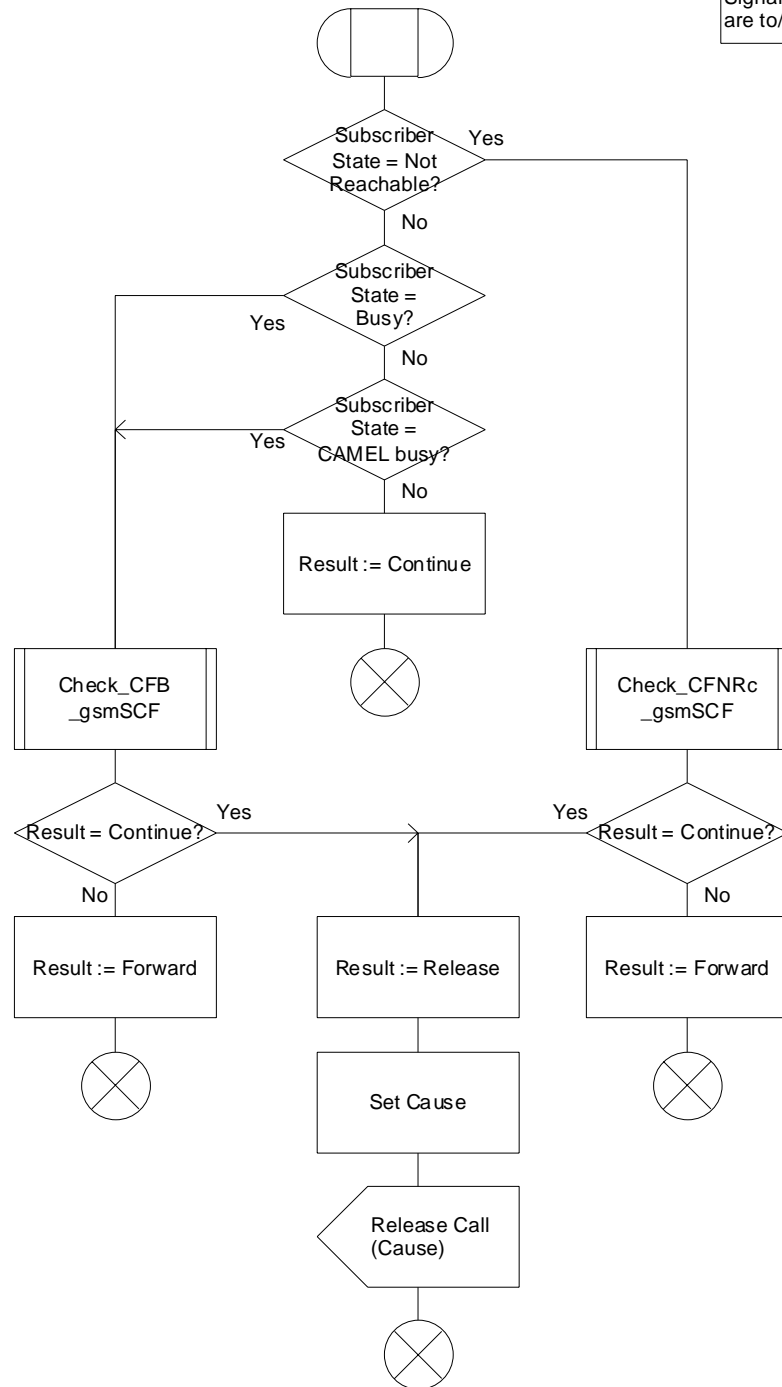 are to/
Subscriber
State = Not
Reachable?
Yes
No
Subscriber
State =
Busy?
Yes
No
Subscriber
State =
CAMEL busy?
Yes
No
Result := Continue
Check_CFB
_gsmSCF
Check_CFNRc
_gsmSCF
Result = Continue?
Yes
Yes
Result = Continue?
No
No
Result := Forward
Result := Release
Result := Forward
Set Cause
Release Call
(Cause)